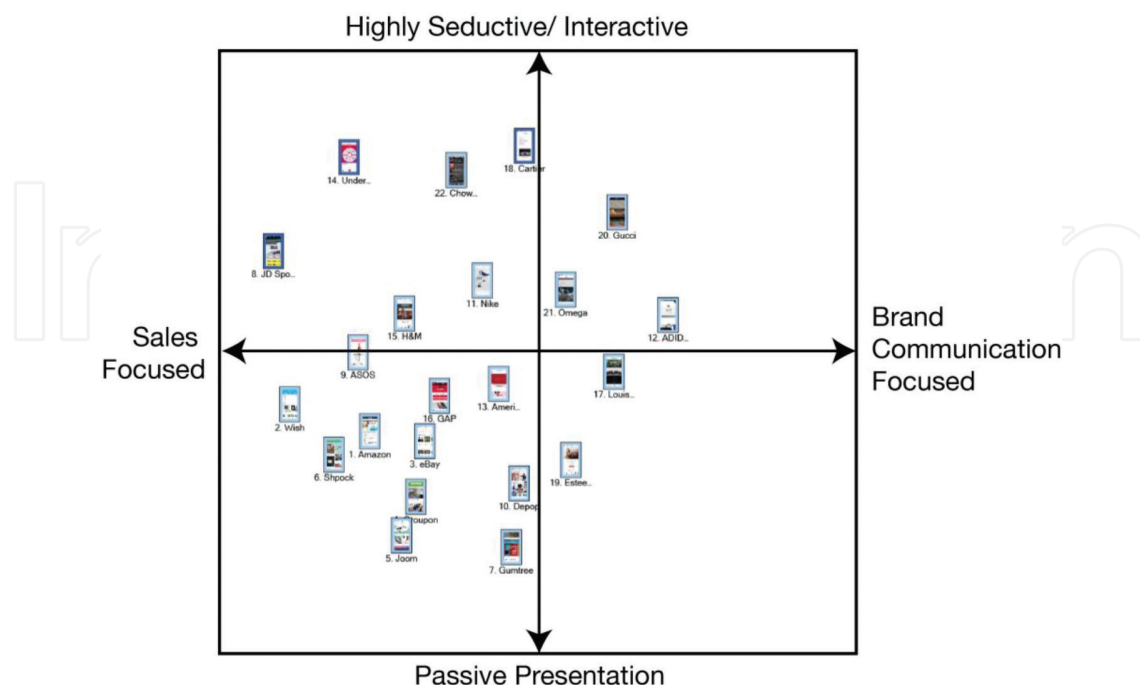 Highly Seductive/ Interactive
14. Under..
22. Chow...
18. Cartier
20. Gucci
8. JD Spo..
11. Nike
21. Omega
15. H&M
12. ADID...
Sales
Focused
Brand
Communication
Focused
9. ASOS
17. Louis...
13. Ameri...
2. Wish
16. GAP
1. Amazon
3. eBay
6. Shpock
19. Estee..
10. Depop
5. Joom
7. Gumtree
Passive Presentation